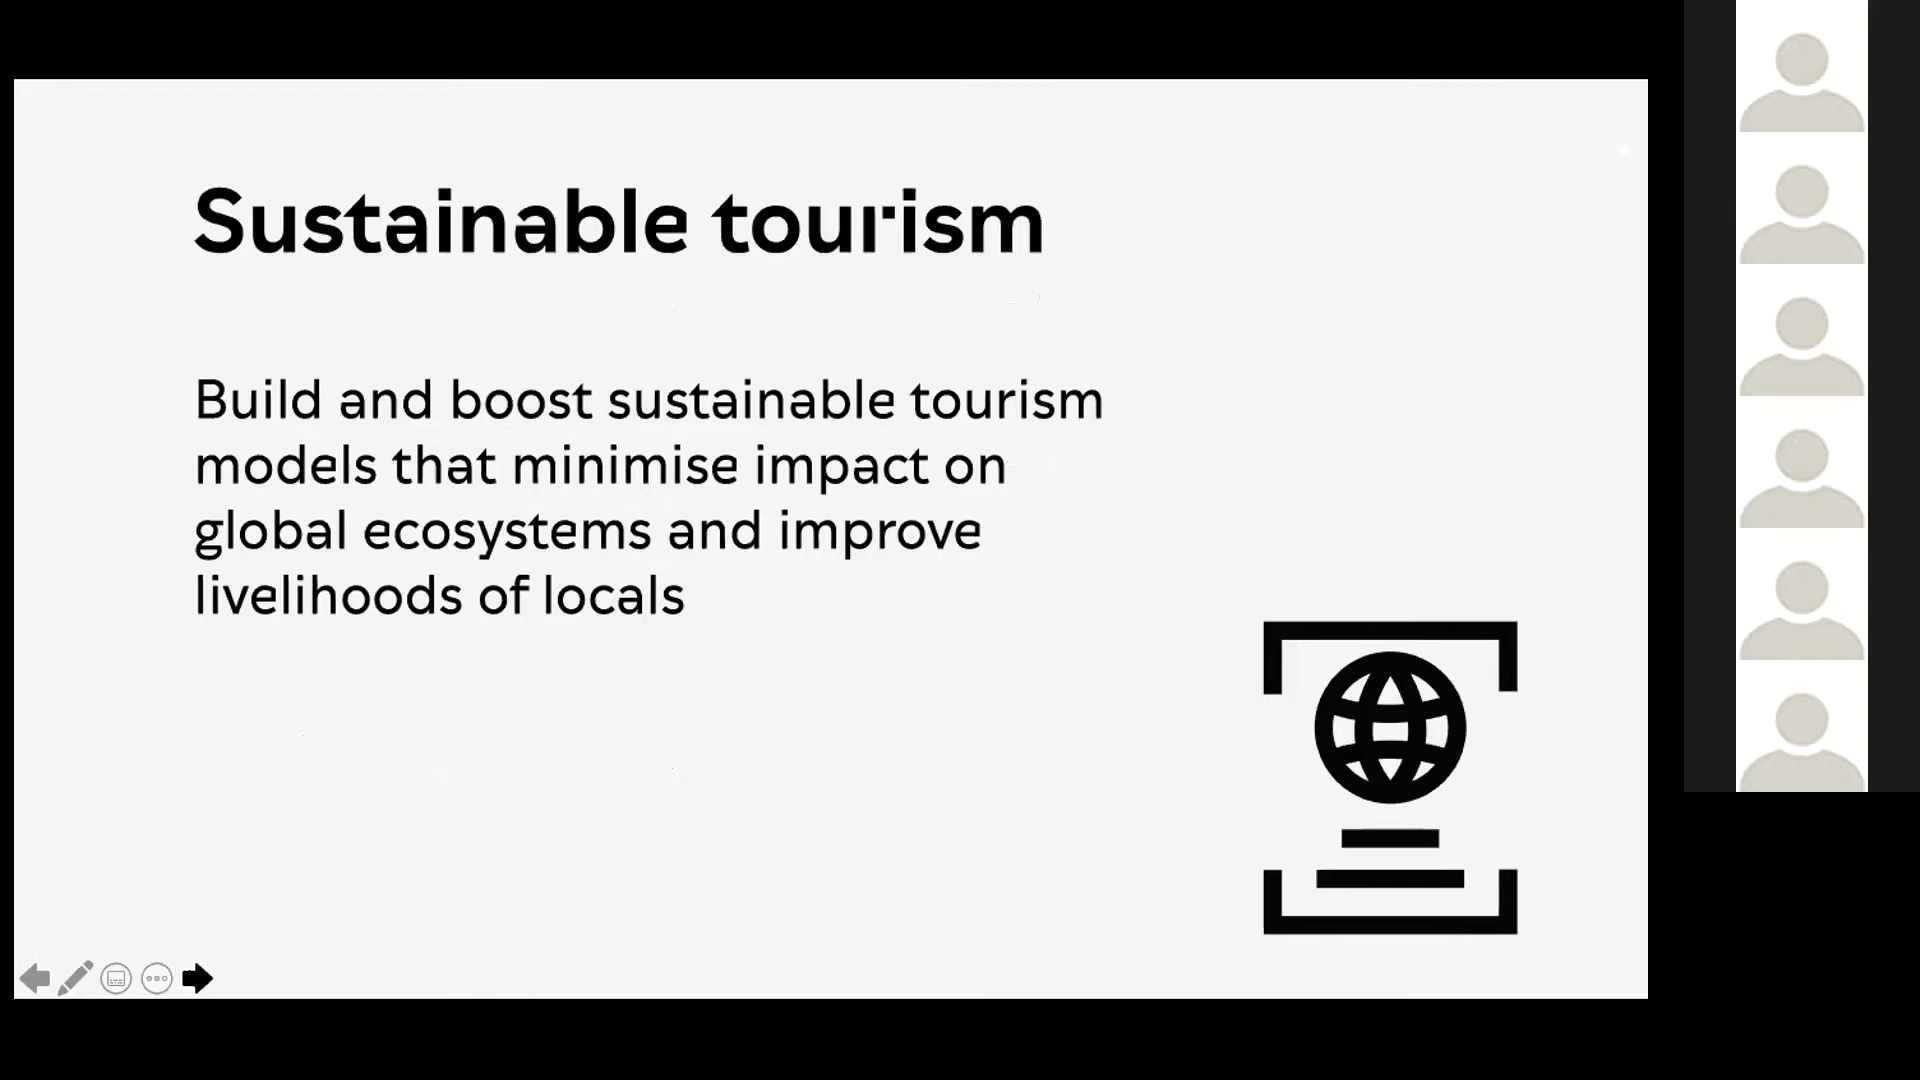 Sustainable tourism
Build and boost sustainable tourism
models that minimise impact on
global ecosystems and improve
livelihoods of locals